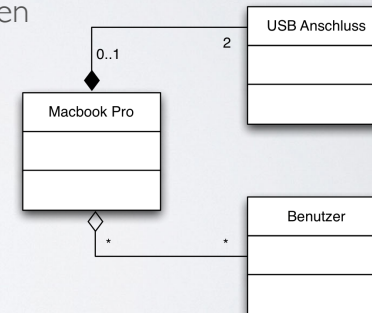 en
USB Anschluss
0..1
2
Macbook Pro
Benutzer
*
*